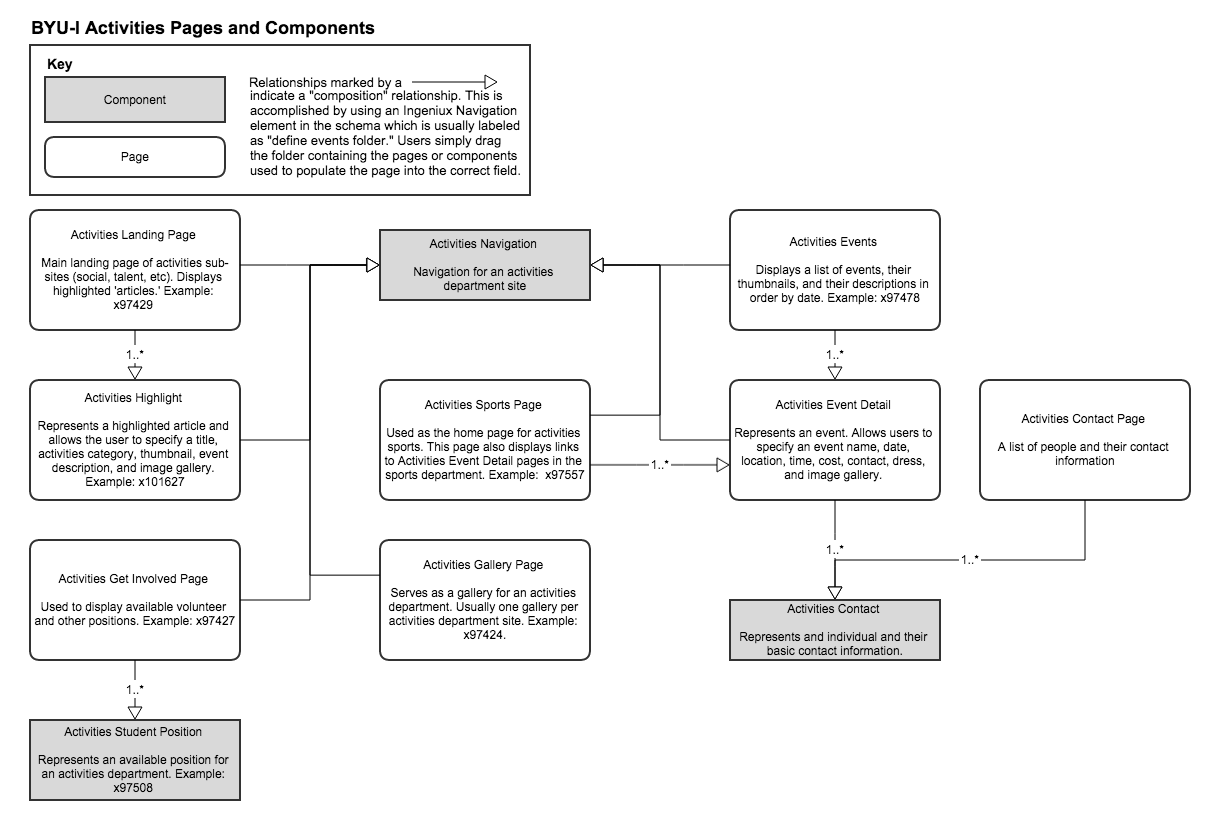 BYU-I Activities Pages and Components
Key
Component
Page
Relationships marked by a
indicate a "composition" relationship. This is
accomplished by using an Ingeniux Navigation
element in the schema which is usually labeled
as "define events folder." Users simply drag
the folder containing the pages or components
used to populate the page into the correct field.
Activities Landing Page
Main landing page of activities sub-
sites (social, talent, etc). Displays
highlighted 'articles.' Example:
x97429
Activities Navigation
Navigation for an activities
department site
Activities Events
Displays a list of events, their
thumbnails, and their descriptions in
order by date. Example: x97478
1..*
1..*
Activities Highlight
Represents a highlighted article and
allows the user to specify a title,
activities category, thumbnail, event
description, and image gallery.
Example: x101627
Activities Sports Page
Used as the home page for activities
sports. This page also displays links
to Activities Event Detail pages in the
sports department. Example: x97557
1..*
Activities Event Detail
Represents an event. Allows users to
specify an event name, date,
location, time, cost, contact, dress,
and image gallery.
Activities Contact Page
A list of people and their contact
information
1..*
1..*
Activities Get Involved Page
Used to display available volunteer
and other positions. Example: x97427
Activities Gallery Page
Serves as a gallery for an activities
department. Usually one gallery per
activities department site. Example:
x97424.
Activities Contact
Represents and individual and their
basic contact information.
1..*
Activities Student Position
Represents an available position for
an activities department. Example:
x97508